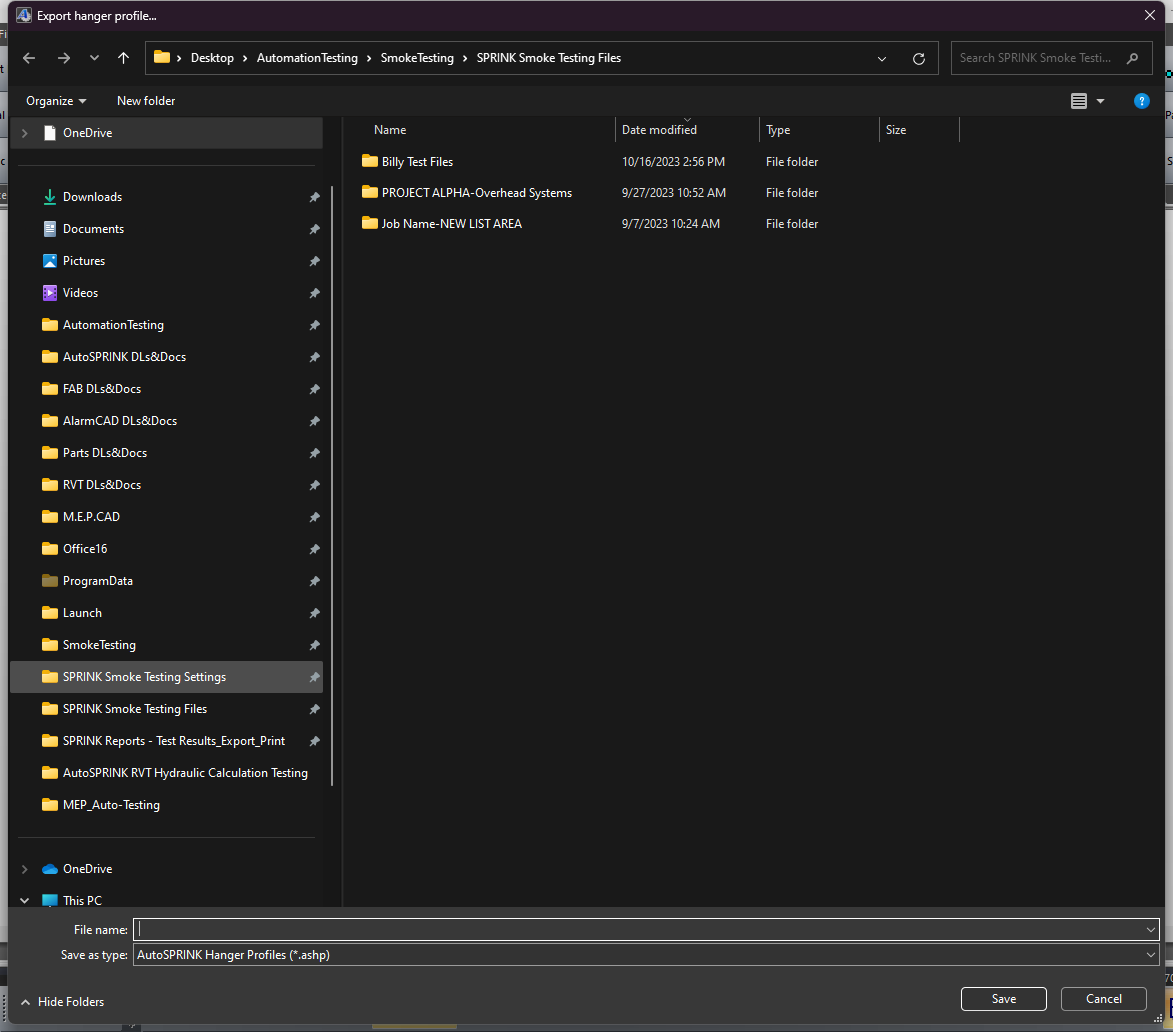 Export hanger profile...
Desktop > AutomationTesting > SmokeTesting > SPRINK Smoke Testing Files
Search SPRINK Smoke Testi...
Organize
New folder
OneDrive
Downloads
Documents
Pictures
Videos
AutomationTesting
AutoSPRINK DLs&Docs
FAB DLs&Docs
AlarmCAD DLs&Docs
Parts DLs&Docs
RVT DLs&Docs
M.E.P.CAD
Office16
ProgramData
Launch
SmokeTesting
SPRINK Smoke Testing Settings
SPRINK Smoke Testing Files
SPRINK Reports - Test Results_Export_Print
AutoSPRINK RVT Hydraulic Calculation Testing
MEP_Auto-Testing
OneDrive
This PC
Name Date modified Type Size
Billy Test Files 10/16/2023 2:56 PM File folder
PROJECT ALPHA-Overhead Systems 9/27/2023 10:52 AM File folder
Job Name-NEW LIST AREA 9/7/2023 10:24 AM File folder
File name:
Save as type: AutoSPRINK Hanger Profiles (*.ashp)
Hide Folders
Save
Cancel